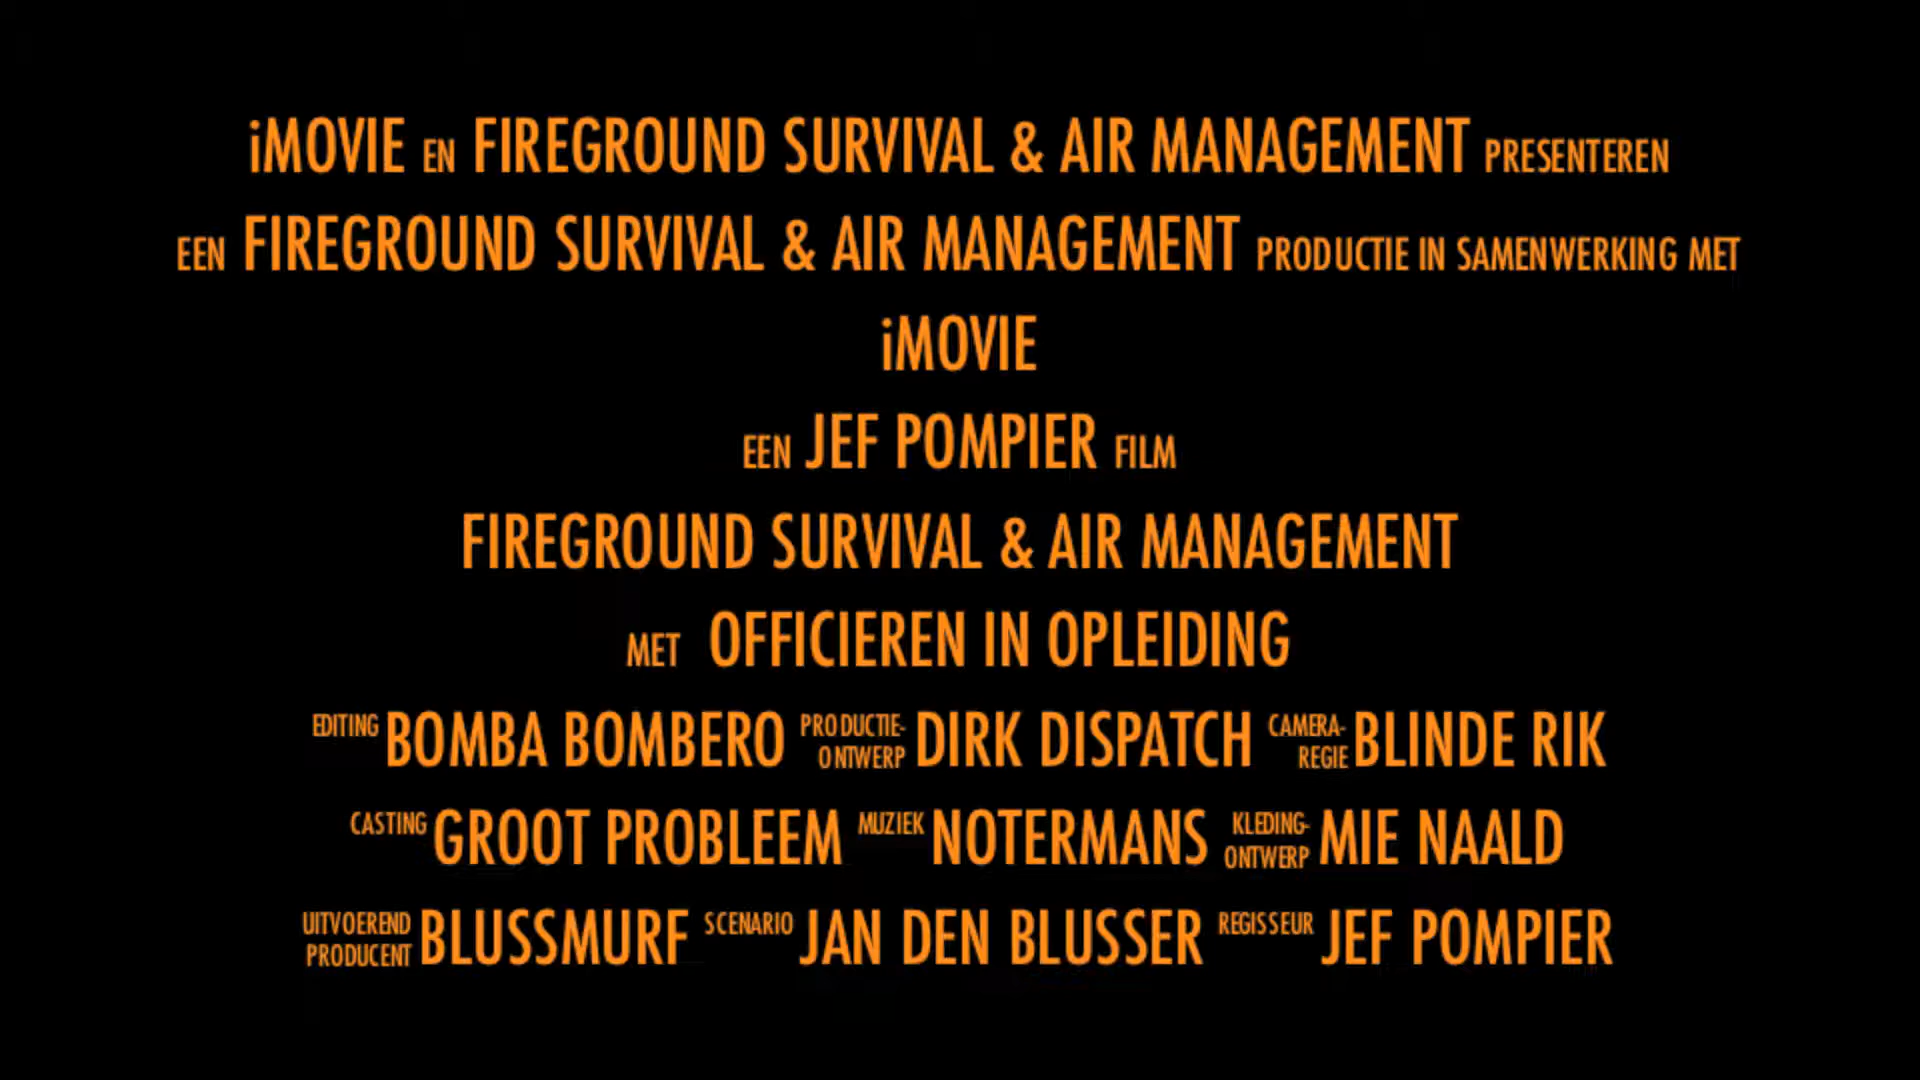 iMOVIE EN FIREGROUND SURVIVAL & AIR MANAGEMENT PRESENTEREN
EEN FIREGROUND SURVIVAL & AIR MANAGEMENT PRODUCTIE IN SAMENWERKING MET
iMOVIE
EEN JEF POMPIER FILM
FIREGROUND SURVIVAL & AIR MANAGEMENT
MET OFFICIEREN IN OPLEIDING
EDITING BOMBA BOMBERO PRODUCTIE-ONTWERP DIRK DISPATCH CAMERA-REGIE BLINDE RIK
CASTING GROOT PROBLEEM MUZIEK NOTERMANS KLEDING-ONTWERP MIE NAALD
UITVOEREND PRODUCENT BLUSSMURF SCENARIO JAN DEN BLUSSER REGISSEUR JEF POMPIER